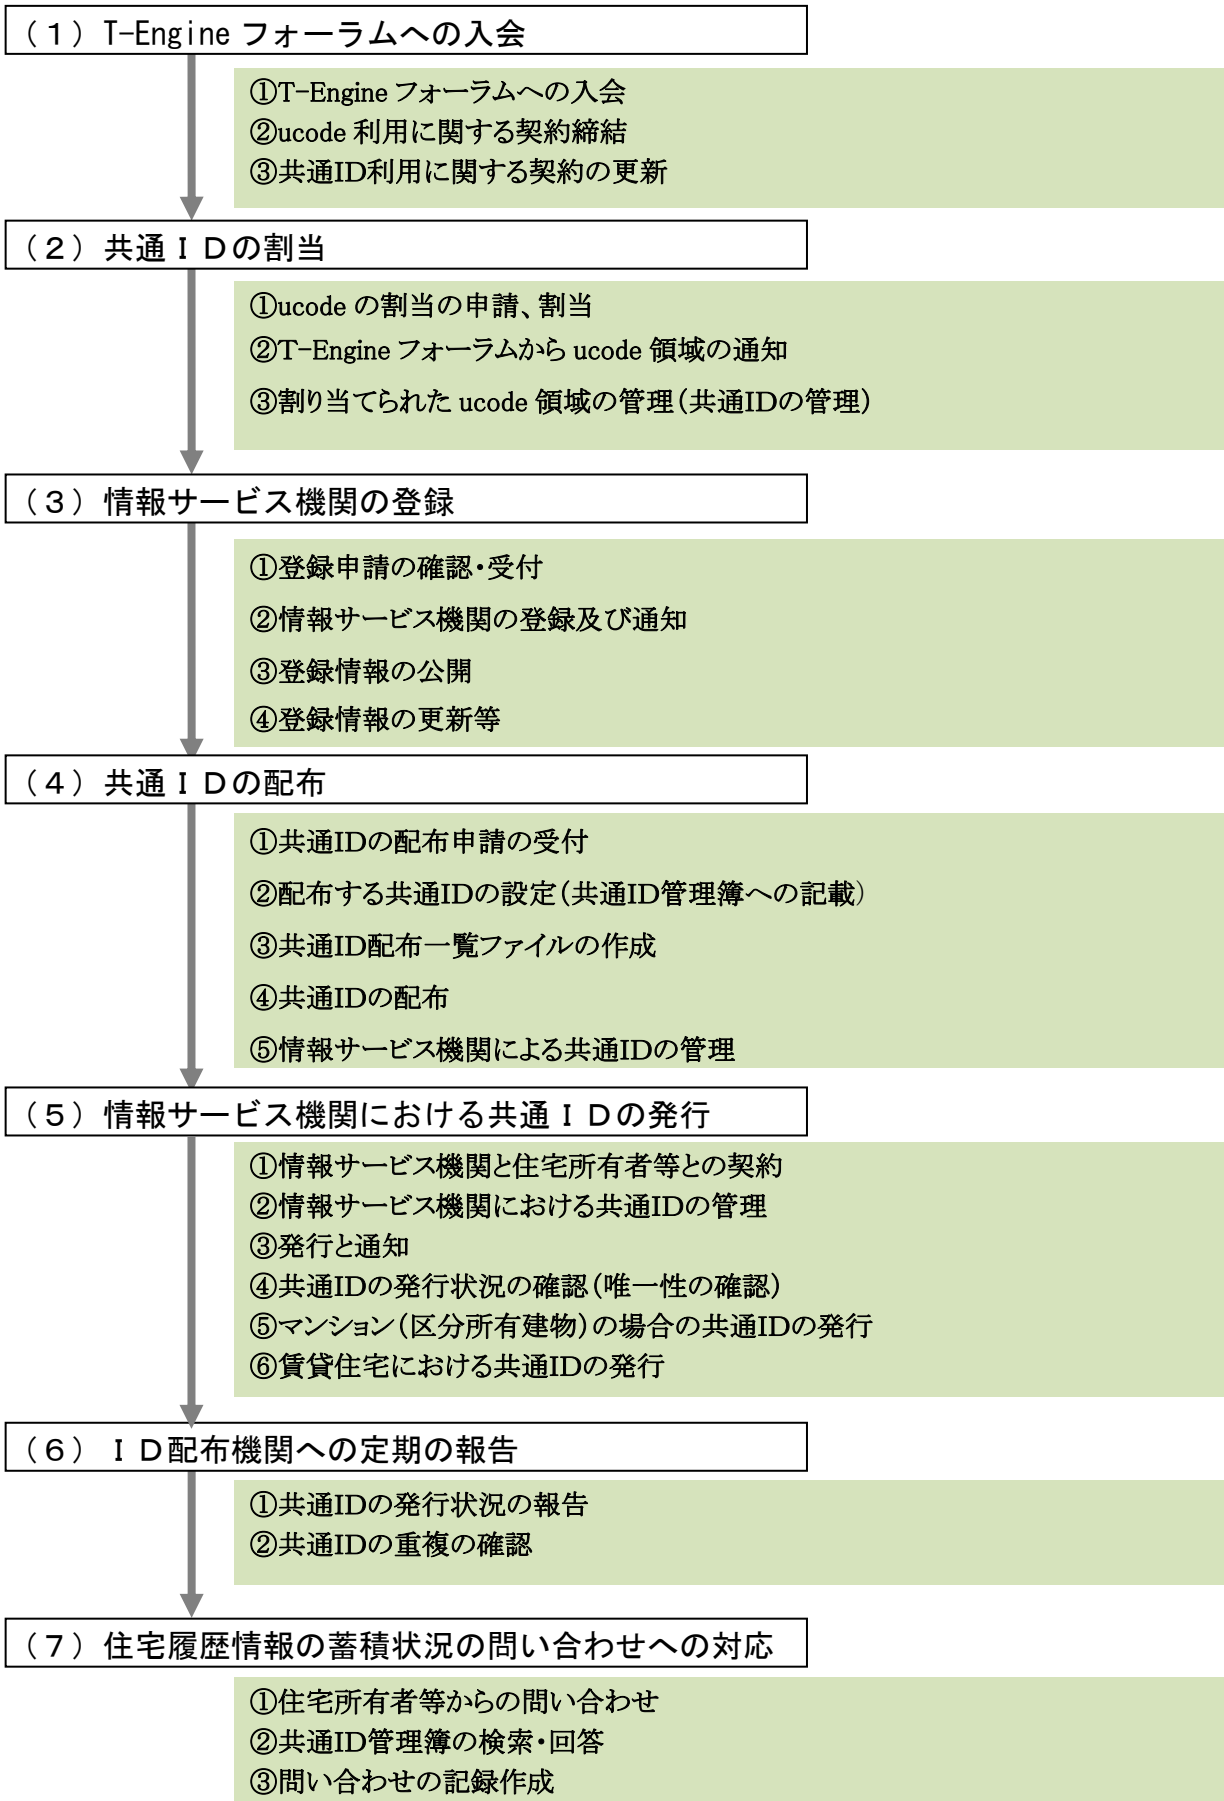 （１）T-Engine フォーラムへの入会
①T-Engine フォーラムへの入会
②ucode 利用に関する契約締結
③共通ID利用に関する契約の更新
（２）共通ＩＤの割当
①ucode の割当の申請、割当
②T-Engine フォーラムから ucode 領域の通知
③割り当てられた ucode 領域の管理（共通IDの管理）
（３）情報サービス機関の登録
①登録申請の確認・受付
②情報サービス機関の登録及び通知
③登録情報の公開
④登録情報の更新等
（４）共通ＩＤの配布
①共通IDの配布申請の受付
②配布する共通IDの設定（共通ID管理簿への記載）
③共通ID配布一覧ファイルの作成
④共通IDの配布
⑤情報サービス機関による共通IDの管理
（５）情報サービス機関における共通ＩＤの発行
①情報サービス機関と住宅所有者等との契約
②情報サービス機関における共通IDの管理
③発行と通知
④共通IDの発行状況の確認（唯一性の確認）
⑤マンション（区分所有建物）の場合の共通IDの発行
⑥賃貸住宅における共通IDの発行
（６）ＩＤ配布機関への定期の報告
①共通IDの発行状況の報告
②共通IDの重複の確認
（７）住宅履歴情報の蓄積状況の問い合わせへの対応
①住宅所有者等からの問い合わせ
②共通ID管理簿の検索・回答
③問い合わせの記録作成